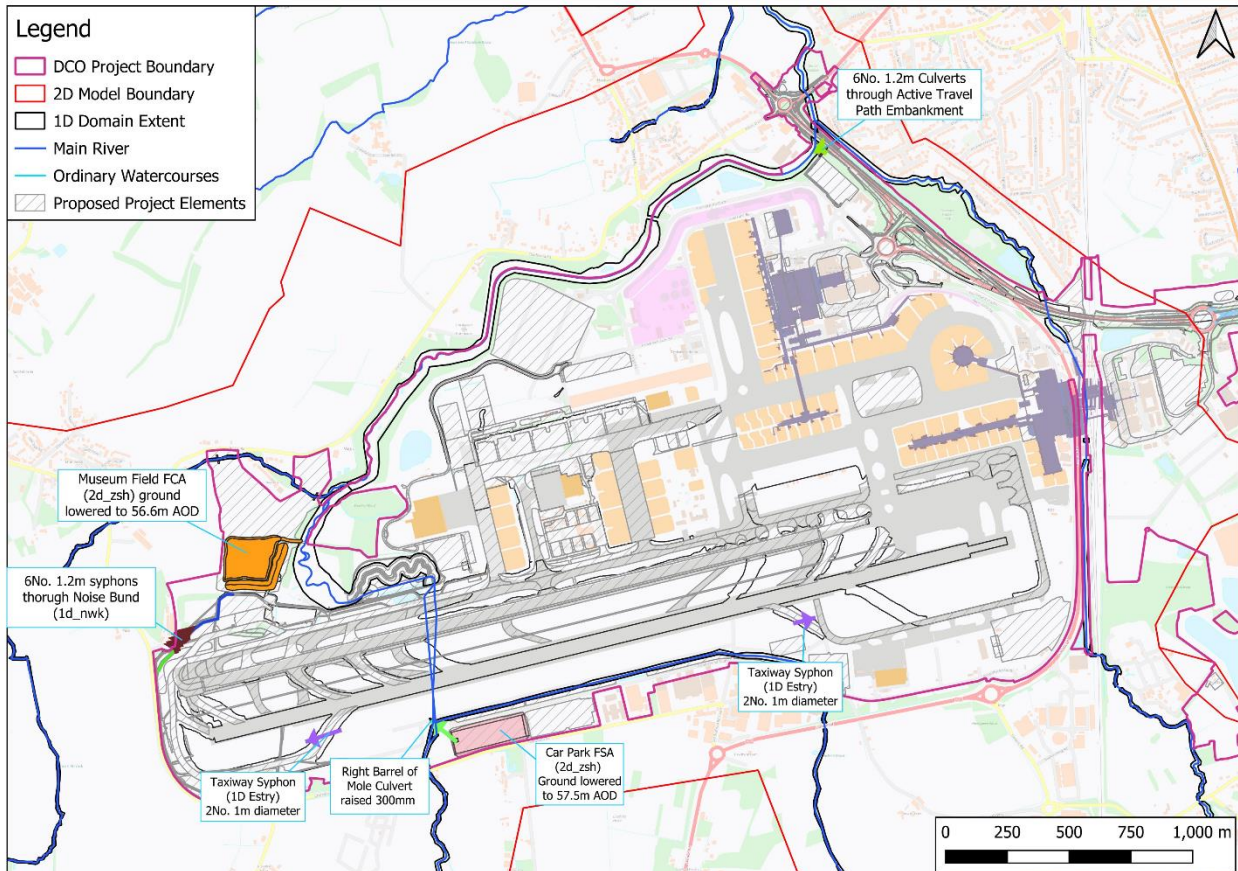 Legend
DCO Project Boundary
2D Model Boundary
1D Domain Extent
Main River
Ordinary Watercourses
Proposed Project Elements
6No. 1.2m Culverts
through Active Travel
Path Embankment
Museum Field FCA
(2d_zsh) ground
lowered to 56.6m AOD
6No. 1.2m syphons
thorugh Noise Bund
(1d_nwk)
Taxiway Syphon
(1D Estry)
2No. 1m diameter
Right Barrel of
Mole Culvert
raised 300mm
Car Park FSA
(2d_zsh)
Ground lowered
to 57.5m AOD
Taxiway Syphon
(1D Estry)
2No. 1m diameter
0 250 500 750 1,000 m